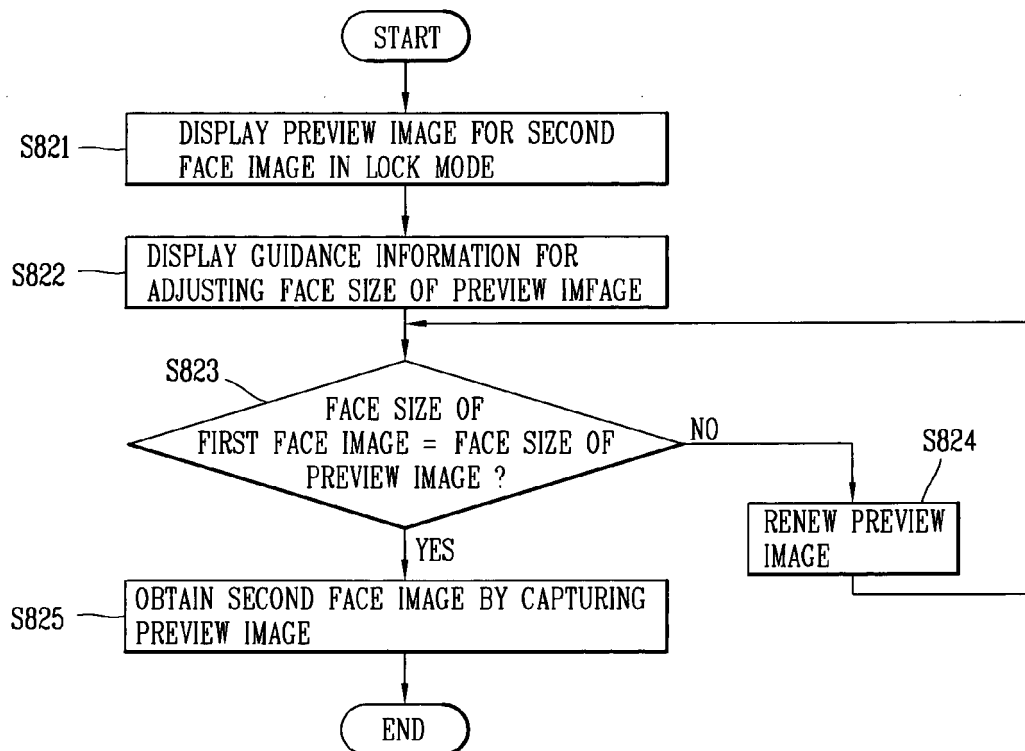 START
S821
DISPLAY PREVIEW IMAGE FOR SECOND
FACE IMAGE IN LOCK MODE
S822
DISPLAY GUIDANCE INFORMATION FOR
ADJUSTING FACE SIZE OF PREVIEW IMFAGE
S823
FACE SIZE OF
FIRST FACE IMAGE = FACE SIZE OF
PREVIEW IMAGE ?
NO
S824
RENEW PREVIEW
IMAGE
YES
S825
OBTAIN SECOND FACE IMAGE BY CAPTURING
PREVIEW IMAGE
END